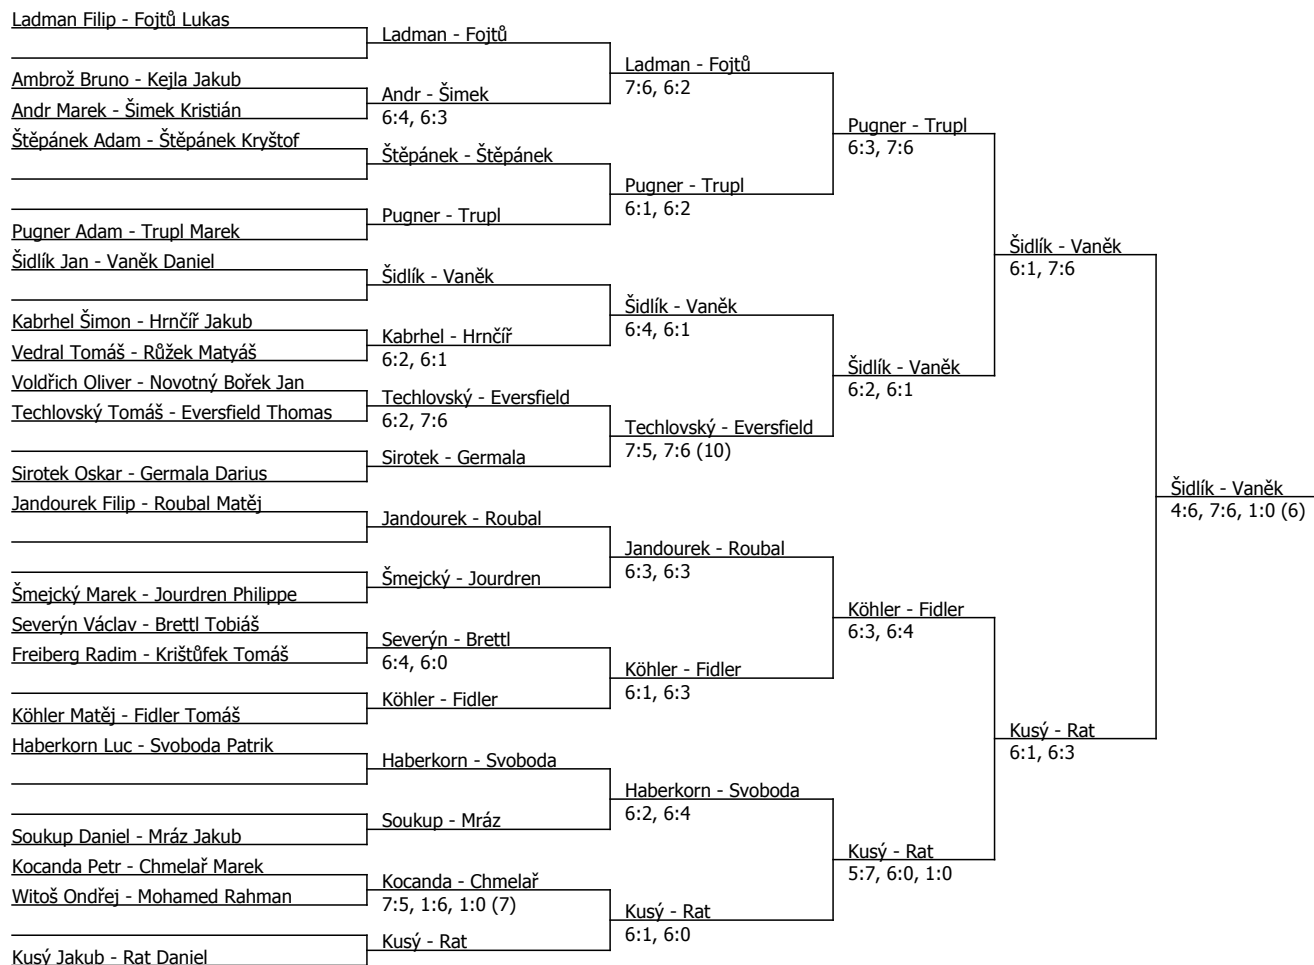 Ladman Filip - Fojtů Lukas
Ambrož Bruno - Kejla Jakub
Andr Marek - Šimek Kristián
Štěpánek Adam - Štěpánek Kryštof
Pugner Adam - Trupl Marek
Šidlík Jan - Vaněk Daniel
Kabrhel Šimon - Hrnčíř Jakub
Vedral Tomáš - Růžek Matyáš
Voldřich Oliver - Novotný Bořek Jan
Techlovský Tomáš - Eversfield Thomas
Sirotek Oskar - Germala Darius
Jandourek Filip - Roubal Matěj
Šmejcký Marek - Jourdren Philippe
Severýn Václav - Brettl Tobiáš
Freiberg Radim - Krištůfek Tomáš
Köhler Matěj - Fidler Tomáš
Haberkorn Luc - Svoboda Patrik
Soukup Daniel - Mráz Jakub
Kocanda Petr - Chmelař Marek
Witoš Ondřej - Mohamed Rahman
Kusý Jakub - Rat Daniel
Ladman - Fojtů
Andr - Šimek
6:4, 6:3
Štěpánek - Štěpánek
Pugner - Trupl
Šidlík - Vaněk
Kabrhel - Hrnčíř
6:2, 6:1
Techlovský - Eversfield
6:2, 7:6
Sirotek - Germala
Jandourek - Roubal
Šmejcký - Jourdren
Severýn - Brettl
6:4, 6:0
Köhler - Fidler
Haberkorn - Svoboda
Soukup - Mráz
Kocanda - Chmelař
7:5, 1:6, 1:0 (7)
Kusý - Rat
Ladman - Fojtů
7:6, 6:2
Pugner - Trupl
6:1, 6:2
Šidlík - Vaněk
6:4, 6:1
Techlovský - Eversfield
7:5, 7:6 (10)
Jandourek - Roubal
6:3, 6:3
Köhler - Fidler
6:1, 6:3
Haberkorn - Svoboda
6:2, 6:4
Kusý - Rat
6:1, 6:0
Pugner - Trupl
6:3, 7:6
Šidlík - Vaněk
6:2, 6:1
Köhler - Fidler
6:3, 6:4
Kusý - Rat
5:7, 6:0, 1:0
Šidlík - Vaněk
6:1, 7:6
Kusý - Rat
6:1, 6:3
Šidlík - Vaněk
4:6, 7:6, 1:0 (6)